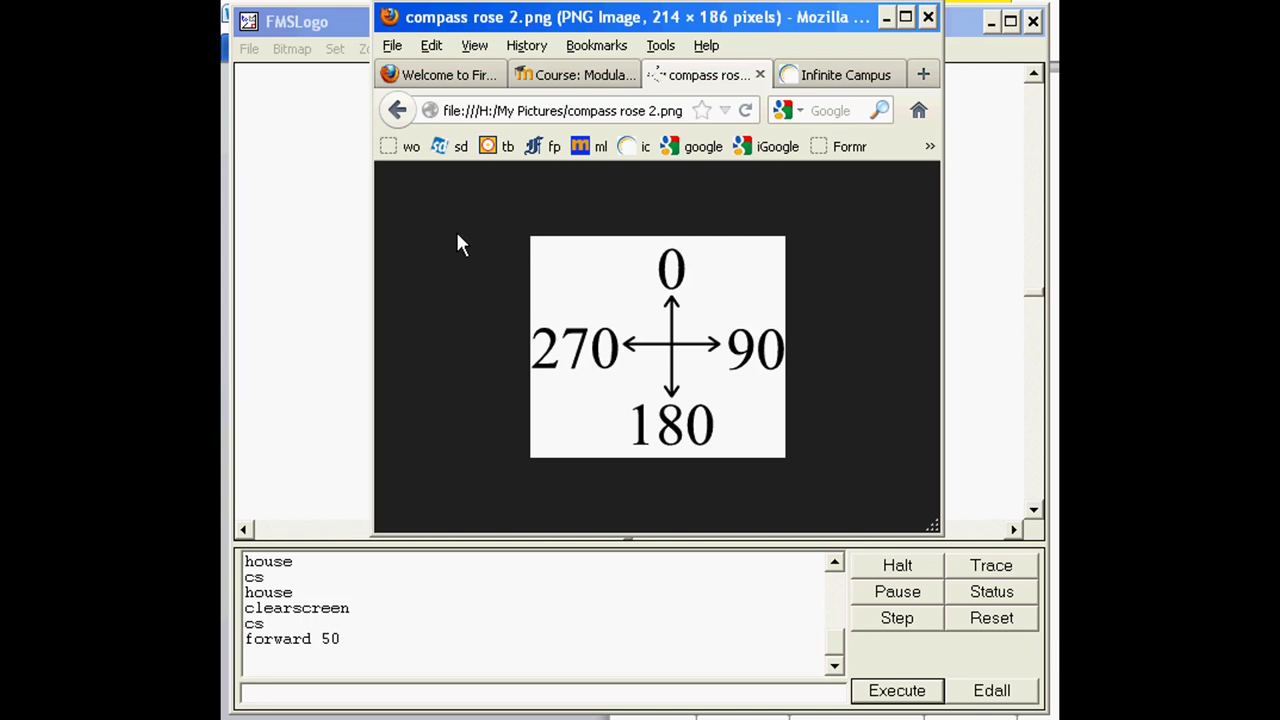 FMSLogo
File Bitmap Set
compass rose 2.png (PNG Image, 214 × 186 pixels) - Mozilla ...
File Edit View History Bookmarks Tools Help
Welcome to Fir... Course: Modula... compass ros... Infinite Campus
file:///H:/My Pictures/compass rose 2.png Google
wo sd tb fp ml ic google iGoogle Formr »
0
270 90
180
house
cs
house
clearscreen
cs
forward 50
Halt Trace
Pause Status
Step Reset
Execute Edall